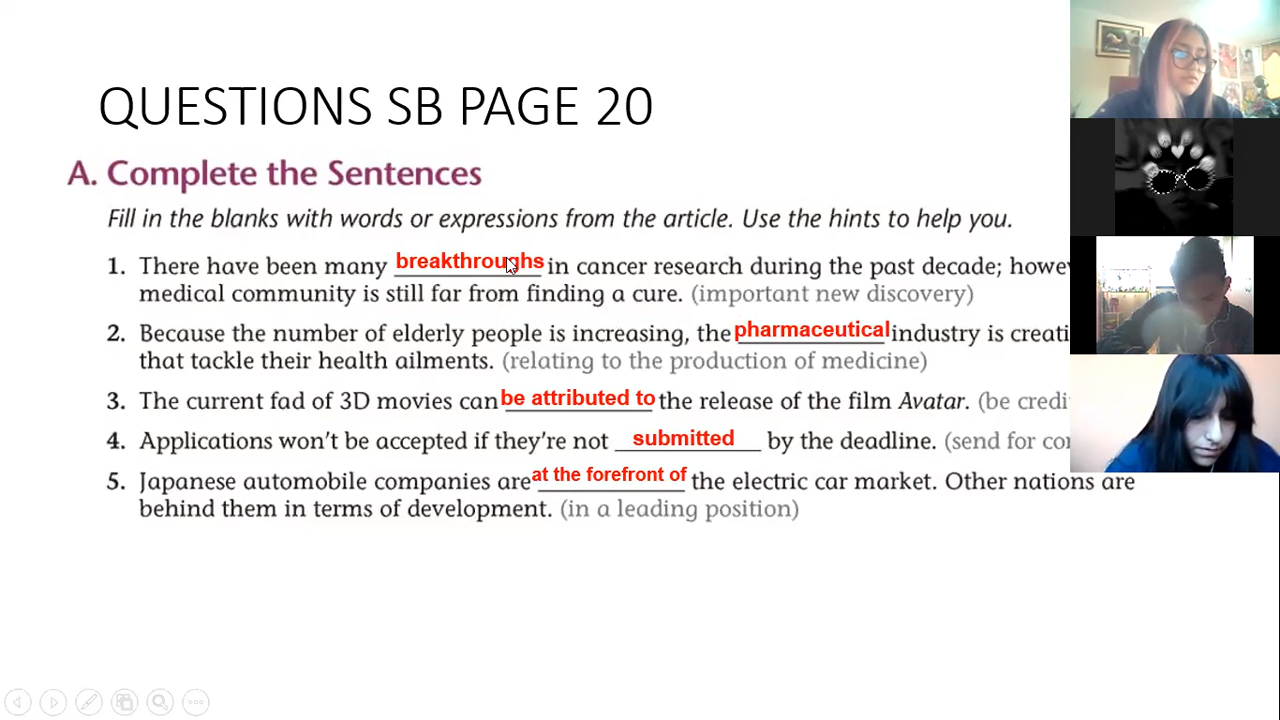 QUESTIONS SB PAGE 20
A. Complete the Sentences
Fill in the blanks with words or expressions from the article. Use the hints to help you.
1. There have been many breakthroughs in cancer research during the past decade;
medical community is still far from finding a cure. (important new discovery)
2. Because the number of elderly people is increasing, the pharmaceutical industry is
that tackle their health ailments. (relating to the production of medicine)
3. The current fad of 3D movies can be attributed to the release of the film Avatar. (be
4. Applications won't be accepted if they're not submitted by the deadline. (send for
5. Japanese automobile companies are at the forefront of the electric car market. Other nations are
behind them in terms of development. (in a leading position)